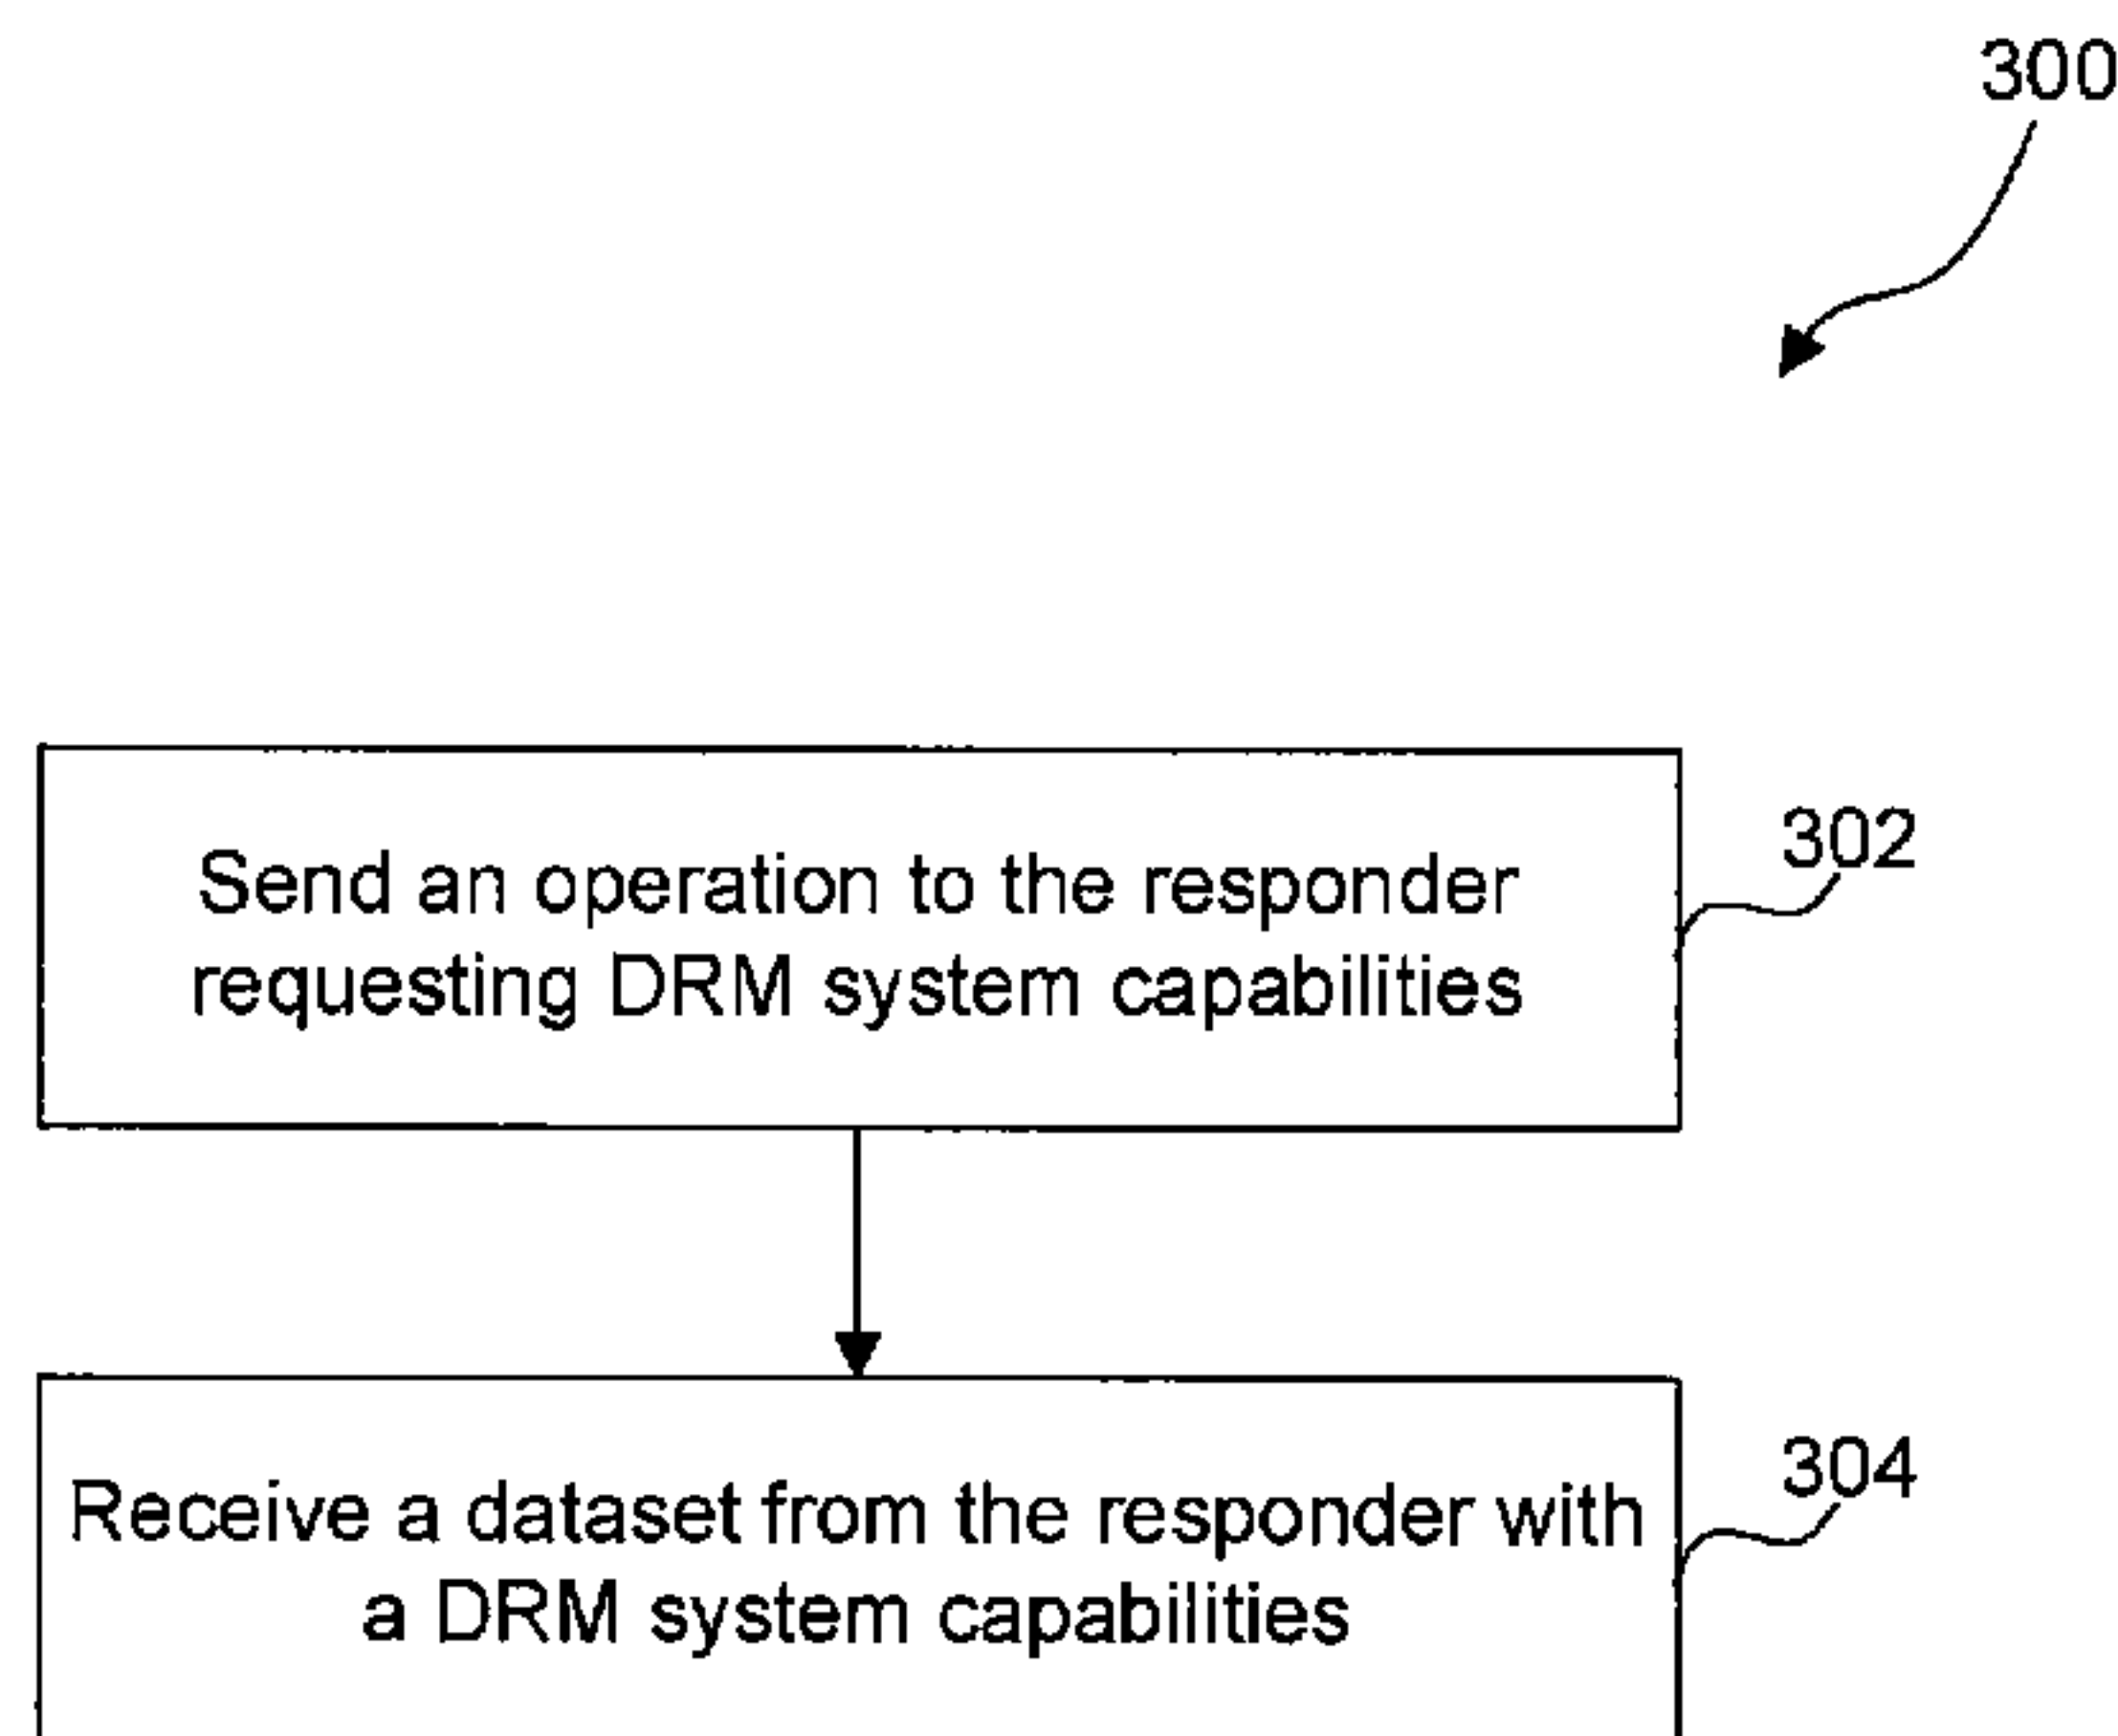 300
Send an operation to the responder
302
requesting DRM system capabilities
Receive a dataset from the responder with
304
a DRM system capabilities